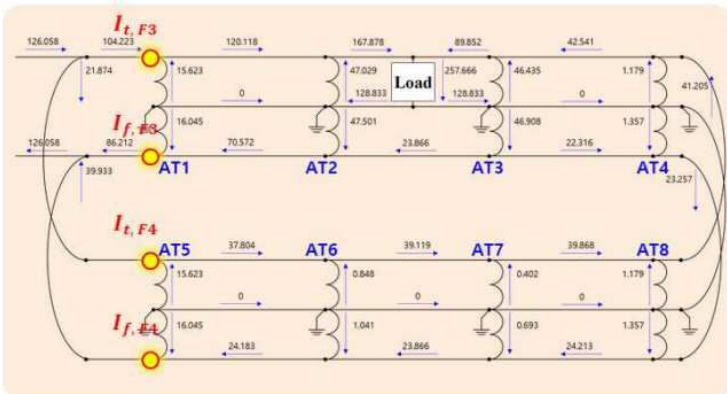 I_{t, F3}
126.058 104.223 120.118 167.878 89.852 42.541
21.874 15.623 47.029 Load 257.666 46.435 1.179 41.205
0 128.833 128.833 0
I_{f, F3} 16.045 47.501 46.908 1.357
126.058 86.212 70.572 23.866 22.316
39.933 AT1 AT2 AT3 AT4 23.257
I_{t, F4}
AT5 37.804 AT6 39.119 AT7 39.868 AT8
15.623 0.848 0.402 1.179
0 0 0
I_{f, F4} 16.045 1.041 0.693 1.357
24.183 23.866 24.213